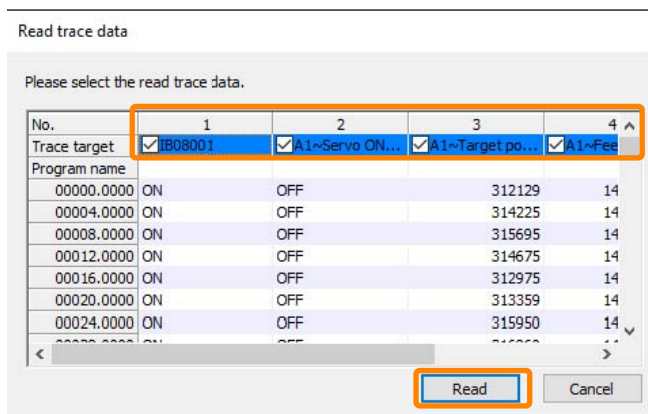 Read trace data
Please select the read trace data.
No. 1 2 3 4
Trace target IB08001 A1~Servo ON... A1~Target po... A1~Fee
Program name
00000.0000 ON OFF 312129 14
00004.0000 ON OFF 314225 14
00008.0000 ON OFF 315695 14
00012.0000 ON OFF 314675 14
00016.0000 ON OFF 312975 14
00020.0000 ON OFF 313359 14
00024.0000 ON OFF 315950 14
Read Cancel